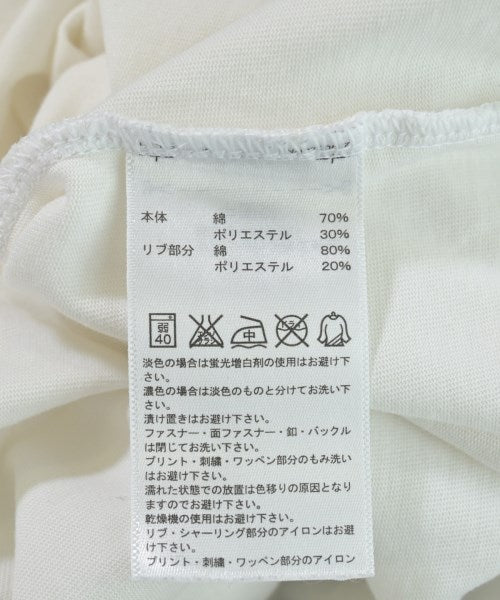 本体 綿 70%
ポリエステル 30%
リブ部分 綿 80%
ポリエステル 20%
弱 40 中 ドライ
淡色の場合は蛍光増白剤の使用はお避け下
さい。
濃色の場合は淡色のものと分けてお洗い下
さい。
漬け置きはお避け下さい。
ファスナー・面ファスナー・釦・バックル
は閉じてお洗い下さい。
プリント・刺繍・ワッペン部分のもみ洗い
はお避け下さい。
濡れた状態での放置は色移りの原因となり
ますのでお避け下さい。
乾燥機の使用はお避け下さい。
リブ・シャーリング部分のアイロンはお避
け下さい。
プリント・刺繍・ワッペン部分のアイロン